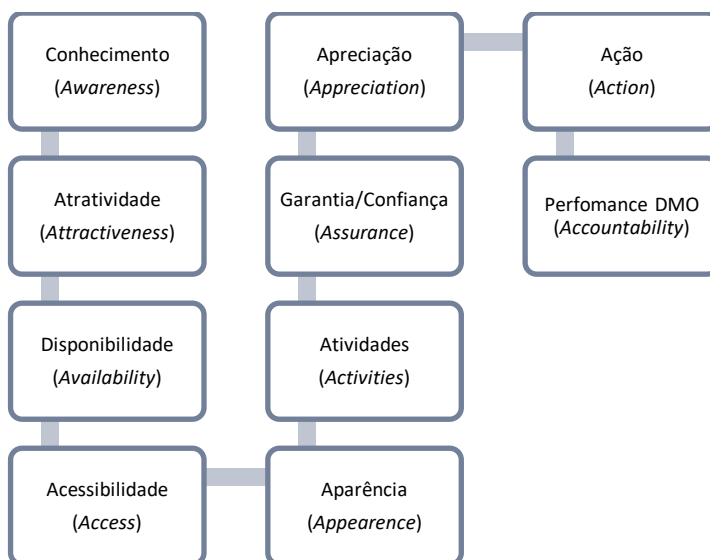 Conhecimento
(Awareness)
Atratividade
(Attractiveness)
Disponibilidade
(Availability)
Acessibilidade
(Access)
Aparência
(Appearence)
Atividades
(Activities)
Garantia/Confiança
(Assurance)
Apreciação
(Appreciation)
Ação
(Action)
Perfomance DMO
(Accountability)